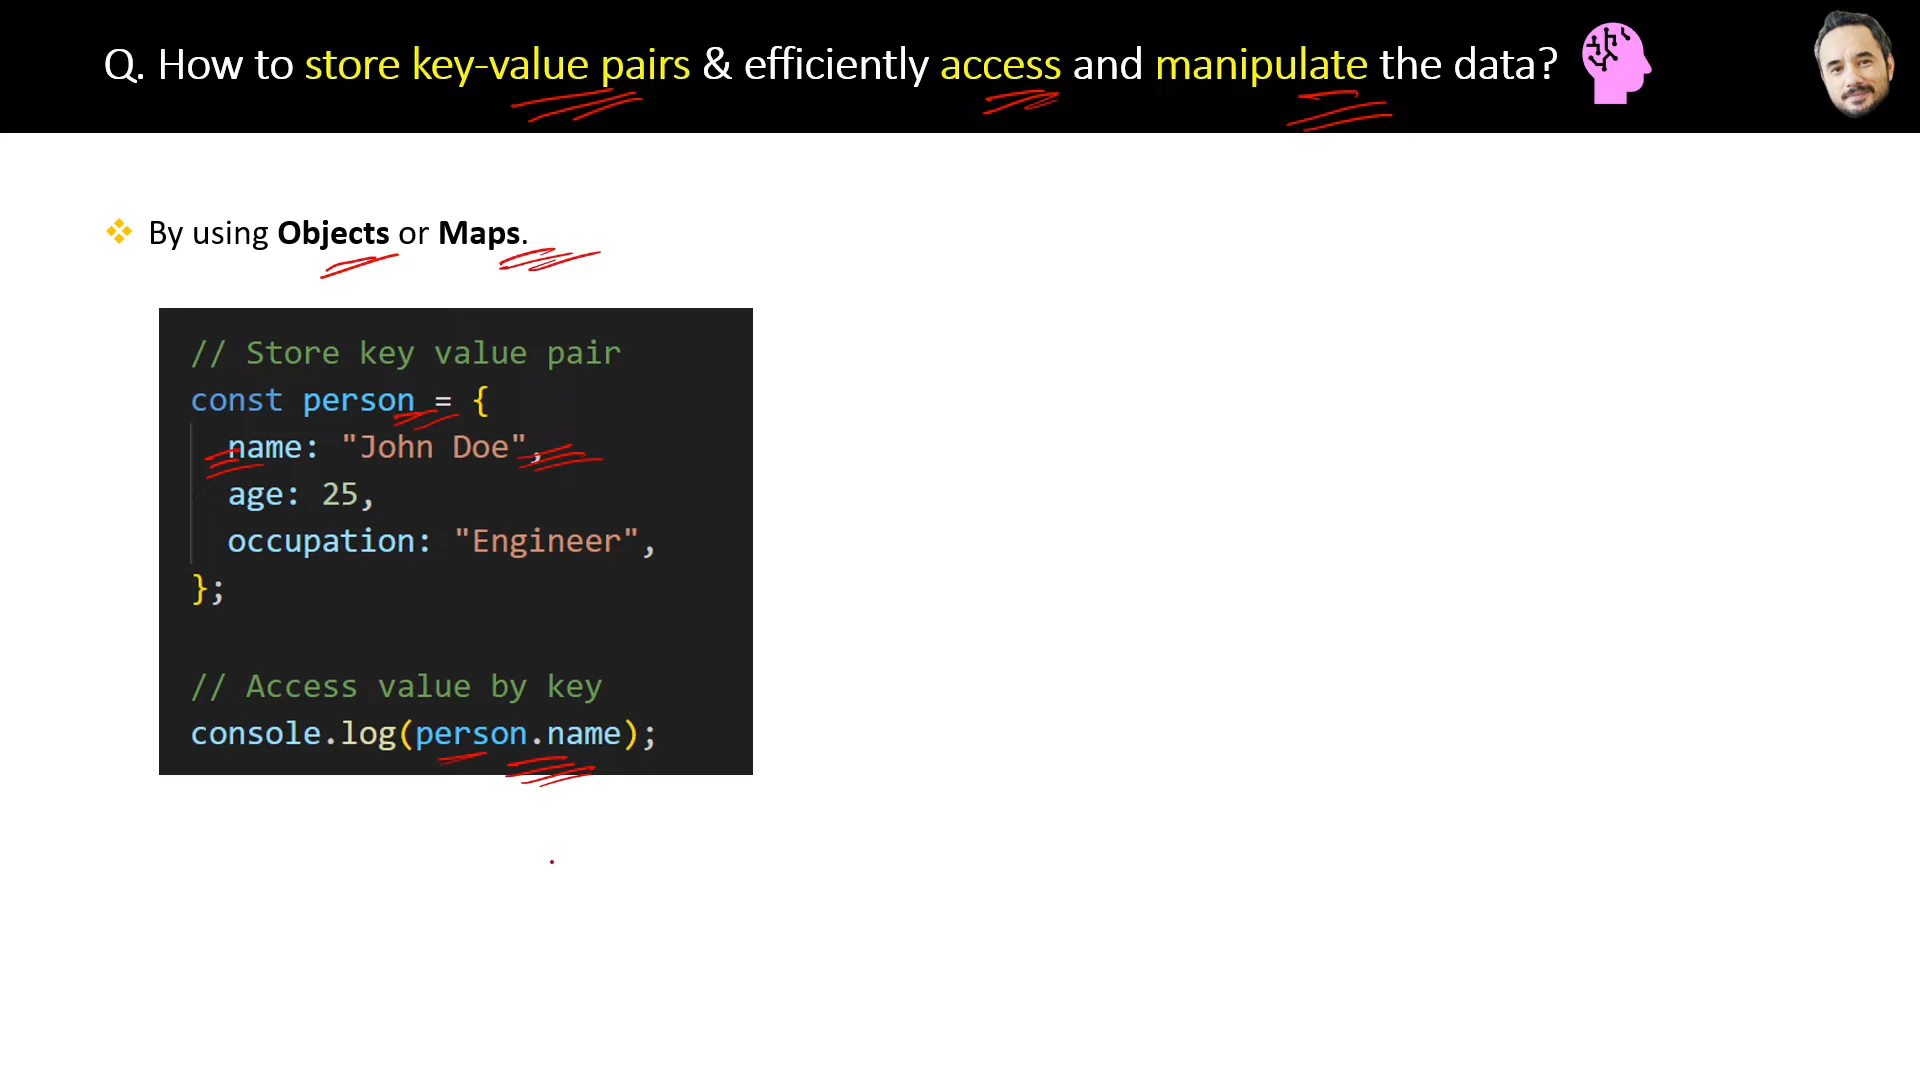 Q. How to store key-value pairs & efficiently access and manipulate the data?
By using Objects or Maps.
// Store key value pair
const person = {
name: "John Doe",
age: 25,
occupation: "Engineer",
};
// Access value by key
console.log(person.name);